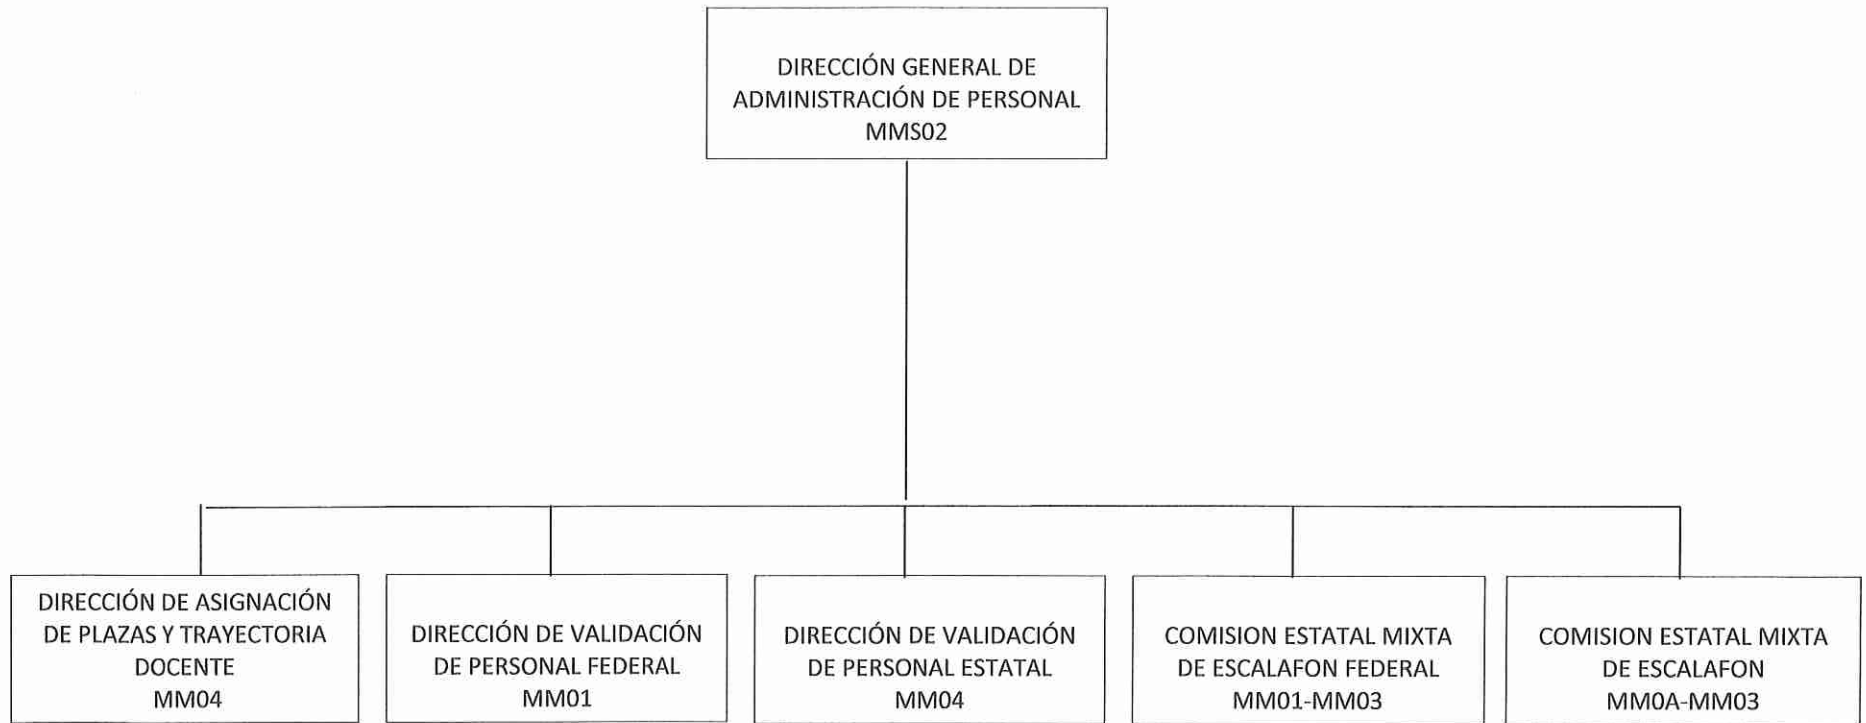 DIRECCIÓN GENERAL DE
ADMINISTRACIÓN DE PERSONAL
MMS02
DIRECCIÓN DE ASIGNACIÓN
DE PLAZAS Y TRAYECTORIA
DOCENTE
MM04
DIRECCIÓN DE VALIDACIÓN
DE PERSONAL FEDERAL
MM01
DIRECCIÓN DE VALIDACIÓN
DE PERSONAL ESTATAL
MM04
COMISION ESTATAL MIXTA
DE ESCALAFON FEDERAL
MM01-MM03
COMISION ESTATAL MIXTA
DE ESCALAFON
MM0A-MM03